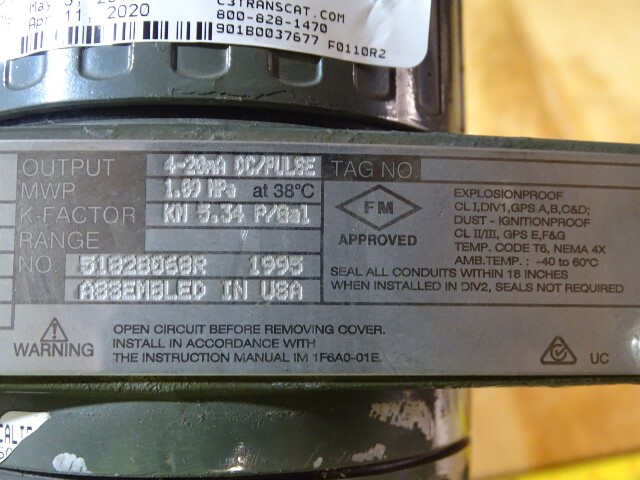 Apr 11, 2020
C3TRANSCAT.COM
800-828-1470
901B0037677 F0110R2
OUTPUT 4-20mA DC/PULSE TAG NO.
MWP at 38°C
K-FACTOR KN 5.34 P/Gal
RANGE
NO. 51828068R 1995
ASSEMBLED IN USA
FM
APPROVED
EXPLOSIONPROOF
CL I,DIV1,GPS A,B,C&D;
DUST - IGNITIONPROOF
CL II/III, GPS E,F&G
TEMP. CODE T6, NEMA 4X
AMB.TEMP.: -40 to 60°C
SEAL ALL CONDUITS WITHIN 18 INCHES
WHEN INSTALLED IN DIV2, SEALS NOT REQUIRED
WARNING
OPEN CIRCUIT BEFORE REMOVING COVER.
INSTALL IN ACCORDANCE WITH
THE INSTRUCTION MANUAL IM 1F6A0-01E.
UC